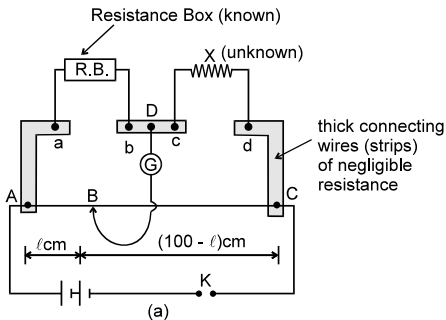 Resistance Box (known)
R.B.
X (unknown)
D
a
b
c
d
G
thick connecting
wires (strips)
of negligible
resistance
A
B
C
ℓcm
(100 - ℓ)cm
K
(a)